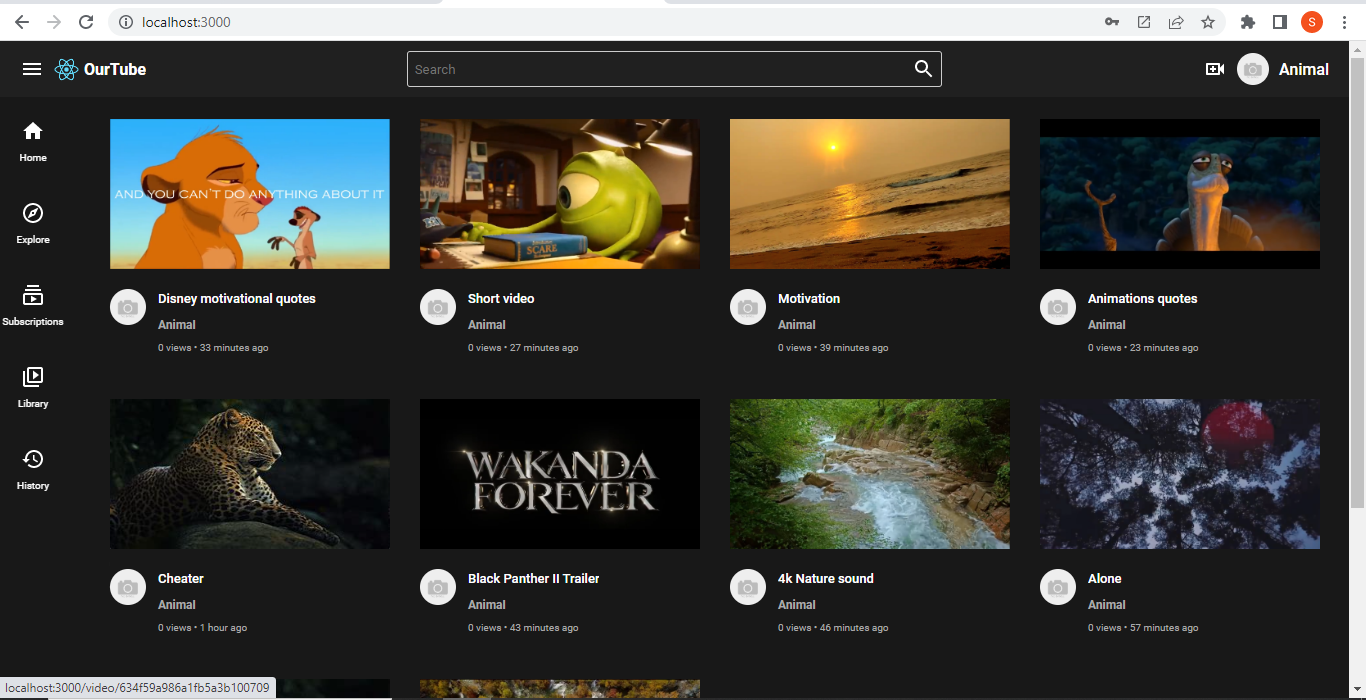 localhost:3000
S
OurTube
Search
Animal
Home
Explore
Subscriptions
Library
History
AND YOU CAN'T DO ANYTHING ABOUT IT
SCARE
Disney motivational quotes
Animal
0 views • 33 minutes ago
Short video
Animal
0 views • 27 minutes ago
Motivation
Animal
0 views • 39 minutes ago
Animations quotes
Animal
0 views • 23 minutes ago
WAKANDA
FOREVER
Cheater
Animal
0 views • 1 hour ago
Black Panther II Trailer
Animal
0 views • 43 minutes ago
4k Nature sound
Animal
0 views • 46 minutes ago
Alone
Animal
0 views • 57 minutes ago
localhost:3000/video/634f59a986a1fb5a3b100709